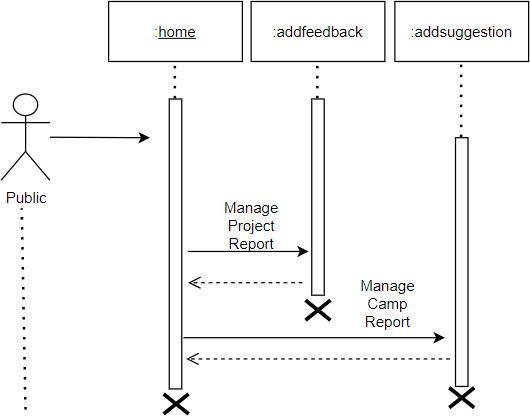 :home
:addfeedback
:addsuggestion
Public
Manage
Project
Report
Manage
Camp
Report